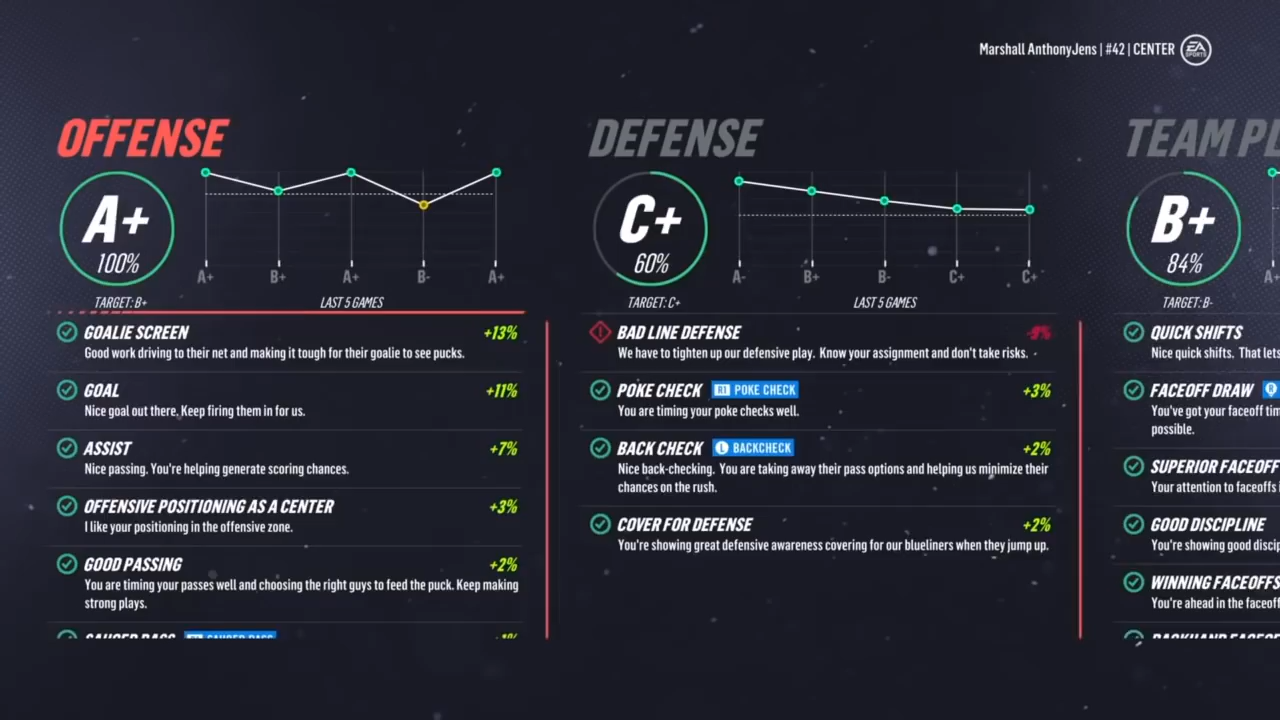 Marshall AnthonyJens | #42 | CENTER
EA
SPORTS
OFFENSE
A+
100%
TARGET: B+
A+ B+ A+ B- A+
LAST 5 GAMES
GOALIE SCREEN +13%
Good work driving to their net and making it tough for their goalie to see pucks.
GOAL +11%
Nice goal out there. Keep firing them in for us.
ASSIST +7%
Nice passing. You're helping generate scoring chances.
OFFENSIVE POSITIONING AS A CENTER +3%
I like your positioning in the offensive zone.
GOOD PASSING +2%
You are timing your passes well and choosing the right guys to feed the puck. Keep making
strong plays.
DEFENSE
C+
60%
TARGET: C+
A- B+ B- C+ C+
LAST 5 GAMES
BAD LINE DEFENSE
We have to tighten up our defensive play. Know your assignment and don't take risks.
POKE CHECK R1 POKE CHECK +3%
You are timing your poke checks well.
BACK CHECK L BACKCHECK +2%
Nice back-checking. You are taking away their pass options and helping us minimize their
chances on the rush.
COVER FOR DEFENSE +2%
You're showing great defensive awareness covering for our blueliners when they jump up.
TEAM PL
B+
84%
TARGET: B-
QUICK SHIFTS
Nice quick shifts. That lets
FACEOFF DRAW R
You've got your faceoff tim
possible.
SUPERIOR FACEOFF
Your attention to faceoffs
GOOD DISCIPLINE
You're showing good discip
WINNING FACEOFFS
You're ahead in the faceoff